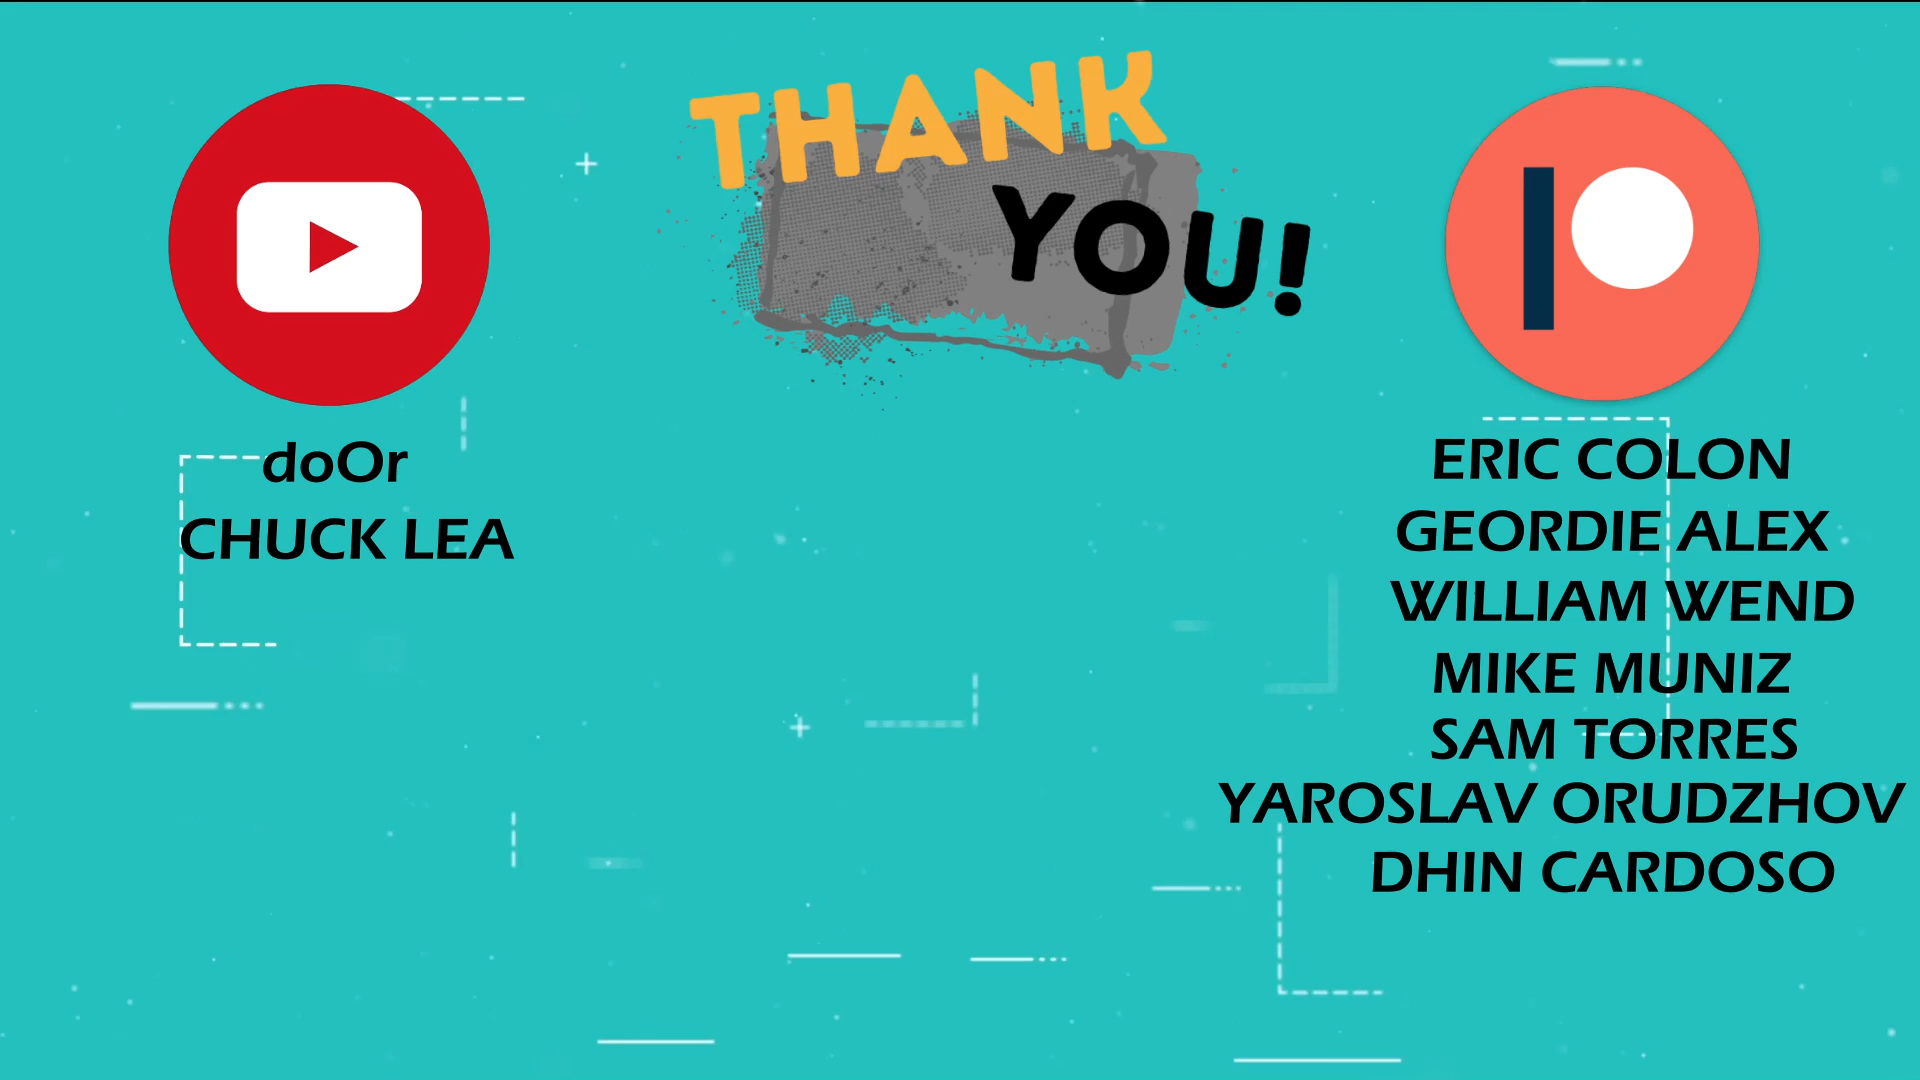 THANK
YOU!
doOr
CHUCK LEA
ERIC COLON
GEORDIE ALEX
WILLIAM WEND
MIKE MUNIZ
SAM TORRES
YAROSLAV ORUDZHOV
DHIN CARDOSO